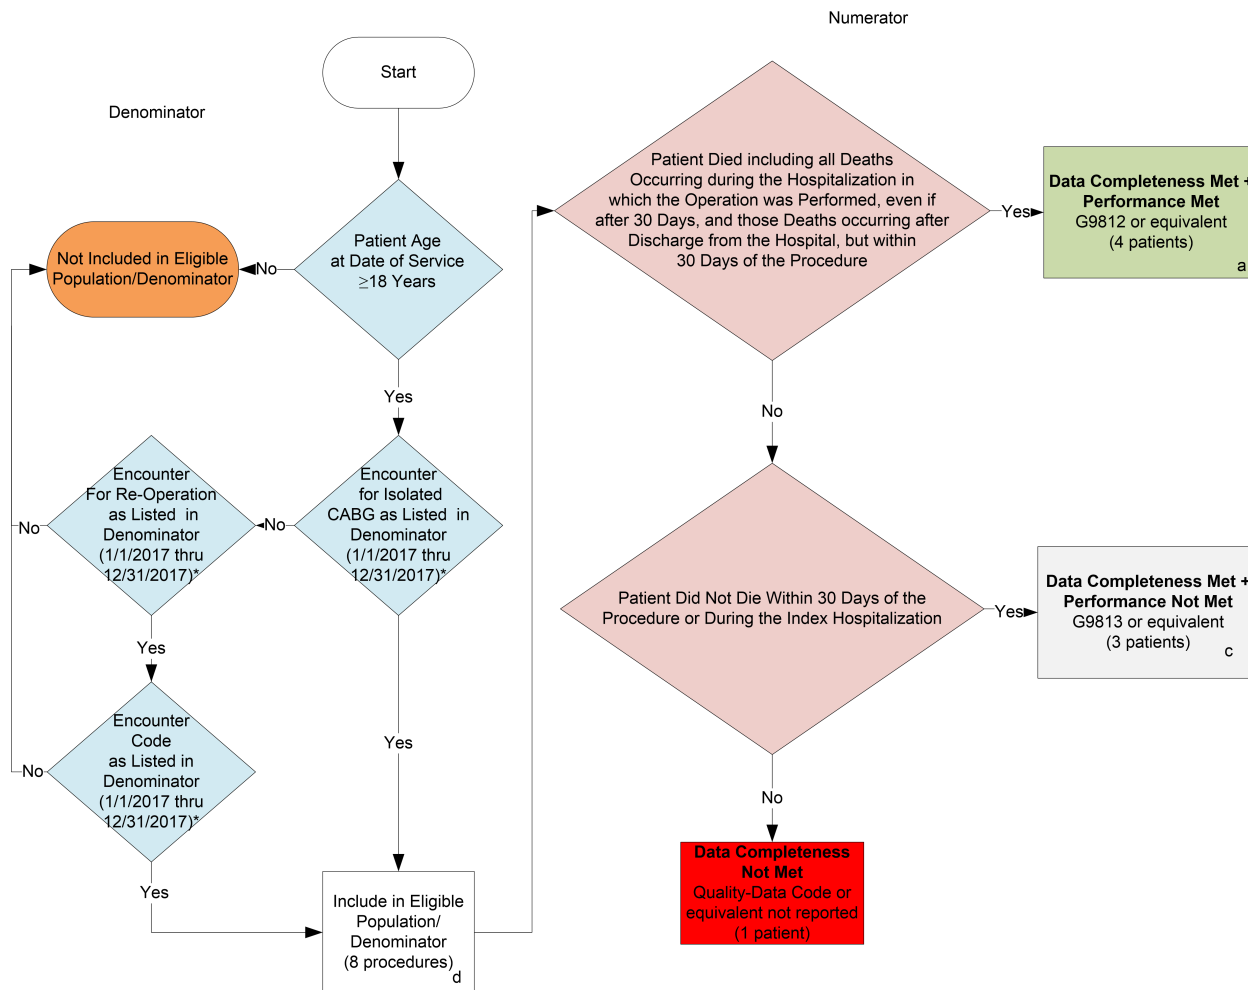 Numerator
Start
Denominator
Patient Age
at Date of Service
≥18 Years
No
Not Included in Eligible
Population/Denominator
Yes
Encounter
for Isolated
CABG as Listed in
Denominator
(1/1/2017 thru
12/31/2017)*
No
Encounter
For Re-Operation
as Listed in
Denominator
(1/1/2017 thru
12/31/2017)*
No
Yes
Encounter
Code
as Listed in
Denominator
(1/1/2017 thru
12/31/2017)*
No
Yes
Yes
Include in Eligible
Population/
Denominator
(8 procedures)
d
Patient Died including all Deaths
Occurring during the Hospitalization in
which the Operation was Performed, even if
after 30 Days, and those Deaths occurring after
Discharge from the Hospital, but within
30 Days of the Procedure
Yes
Data Completeness Met +
Performance Met
G9812 or equivalent
(4 patients)
a
No
Patient Did Not Die Within 30 Days of the
Procedure or During the Index Hospitalization
Yes
Data Completeness Met +
Performance Not Met
G9813 or equivalent
(3 patients)
c
No
Data Completeness
Not Met
Quality-Data Code or
equivalent not reported
(1 patient)